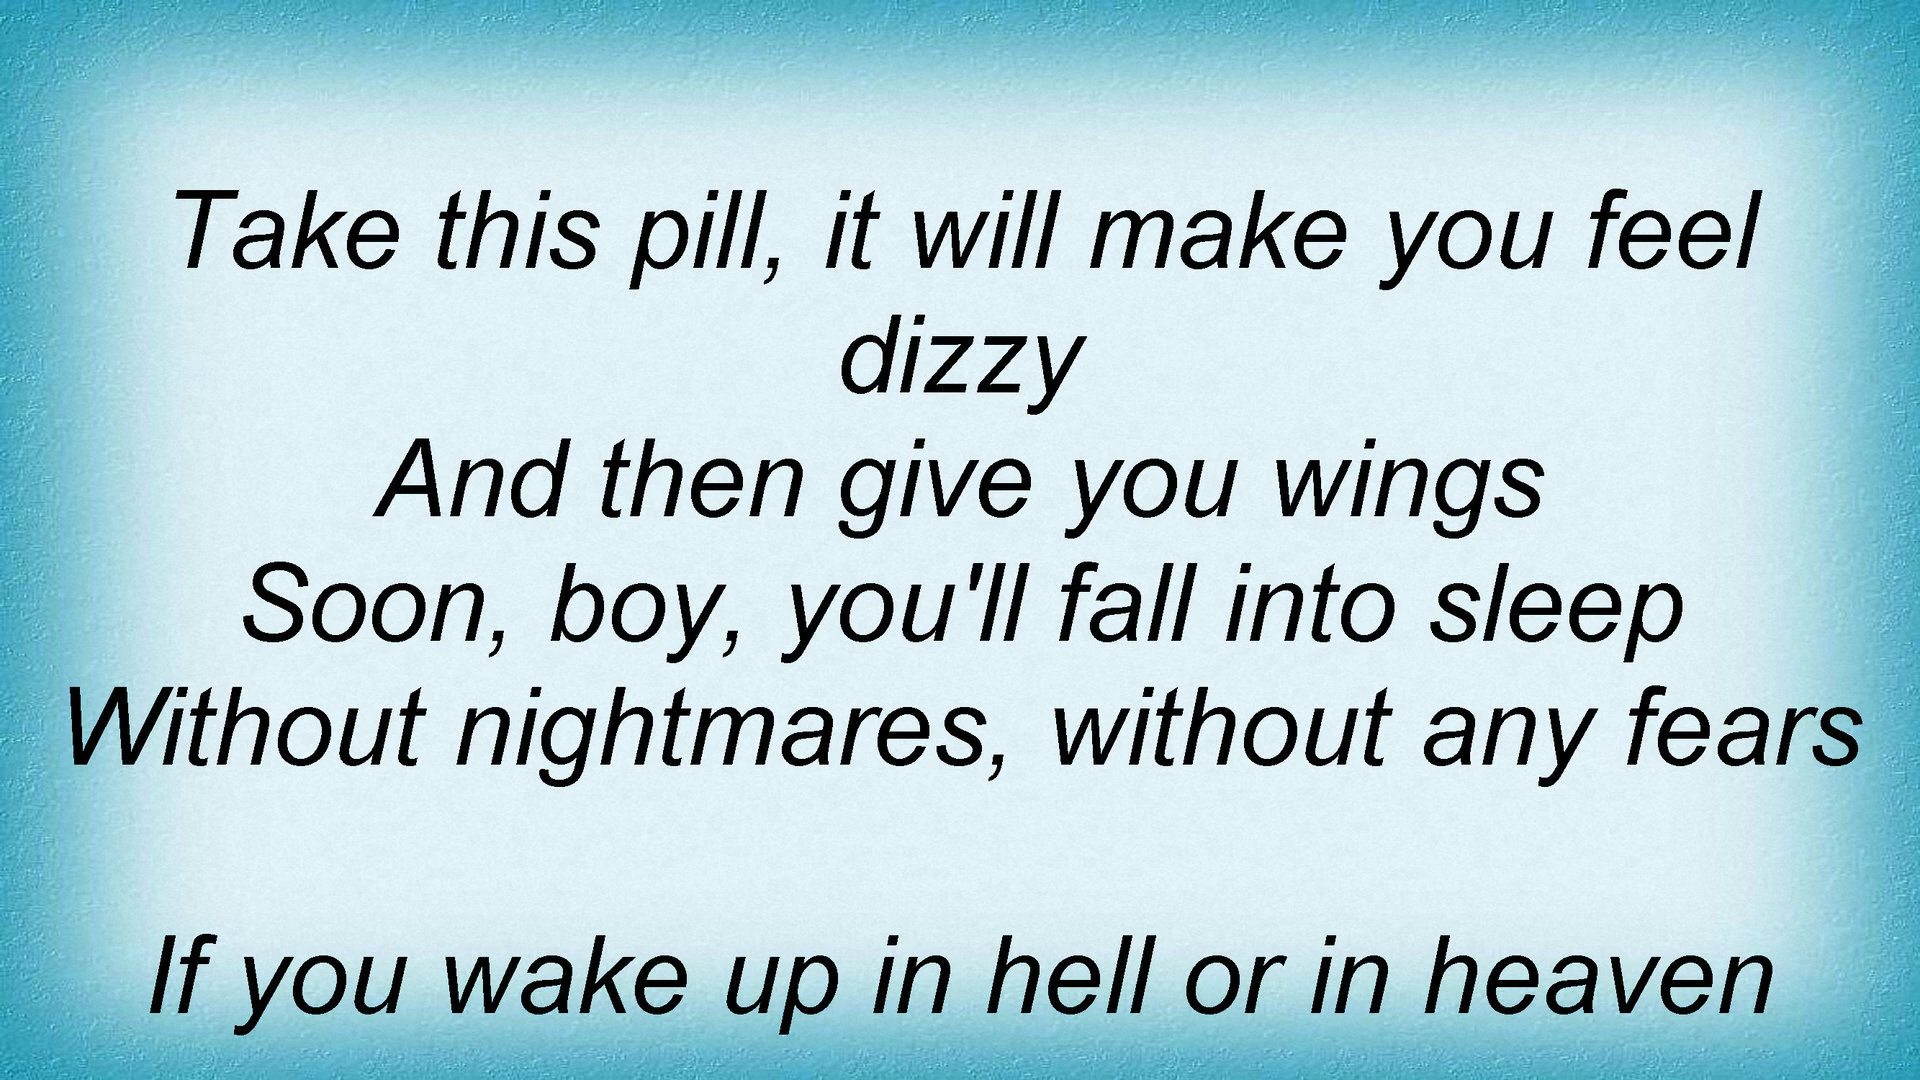 Take this pill, it will make you feel
dizzy
And then give you wings
Soon, boy, you'll fall into sleep
Without nightmares, without any fears
If you wake up in hell or in heaven